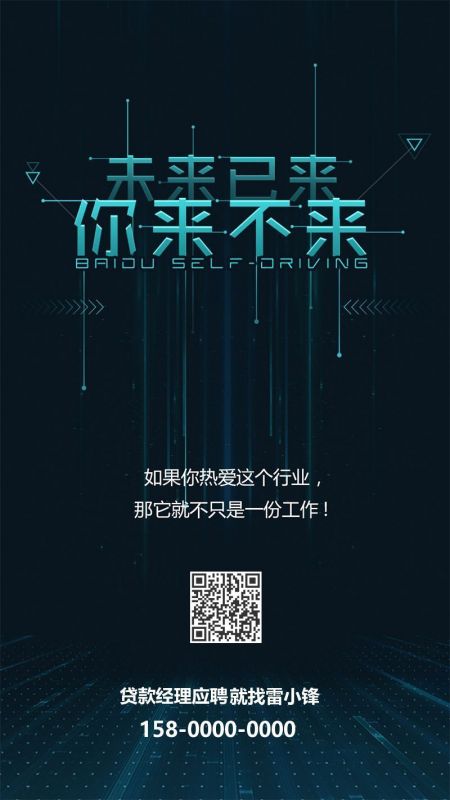 未来已来
你来不来
BAIDU SELF-DRIVING
如果你热爱这个行业，
那它就不只是一份工作！
贷款经理应聘就找雷小锋
158-0000-0000